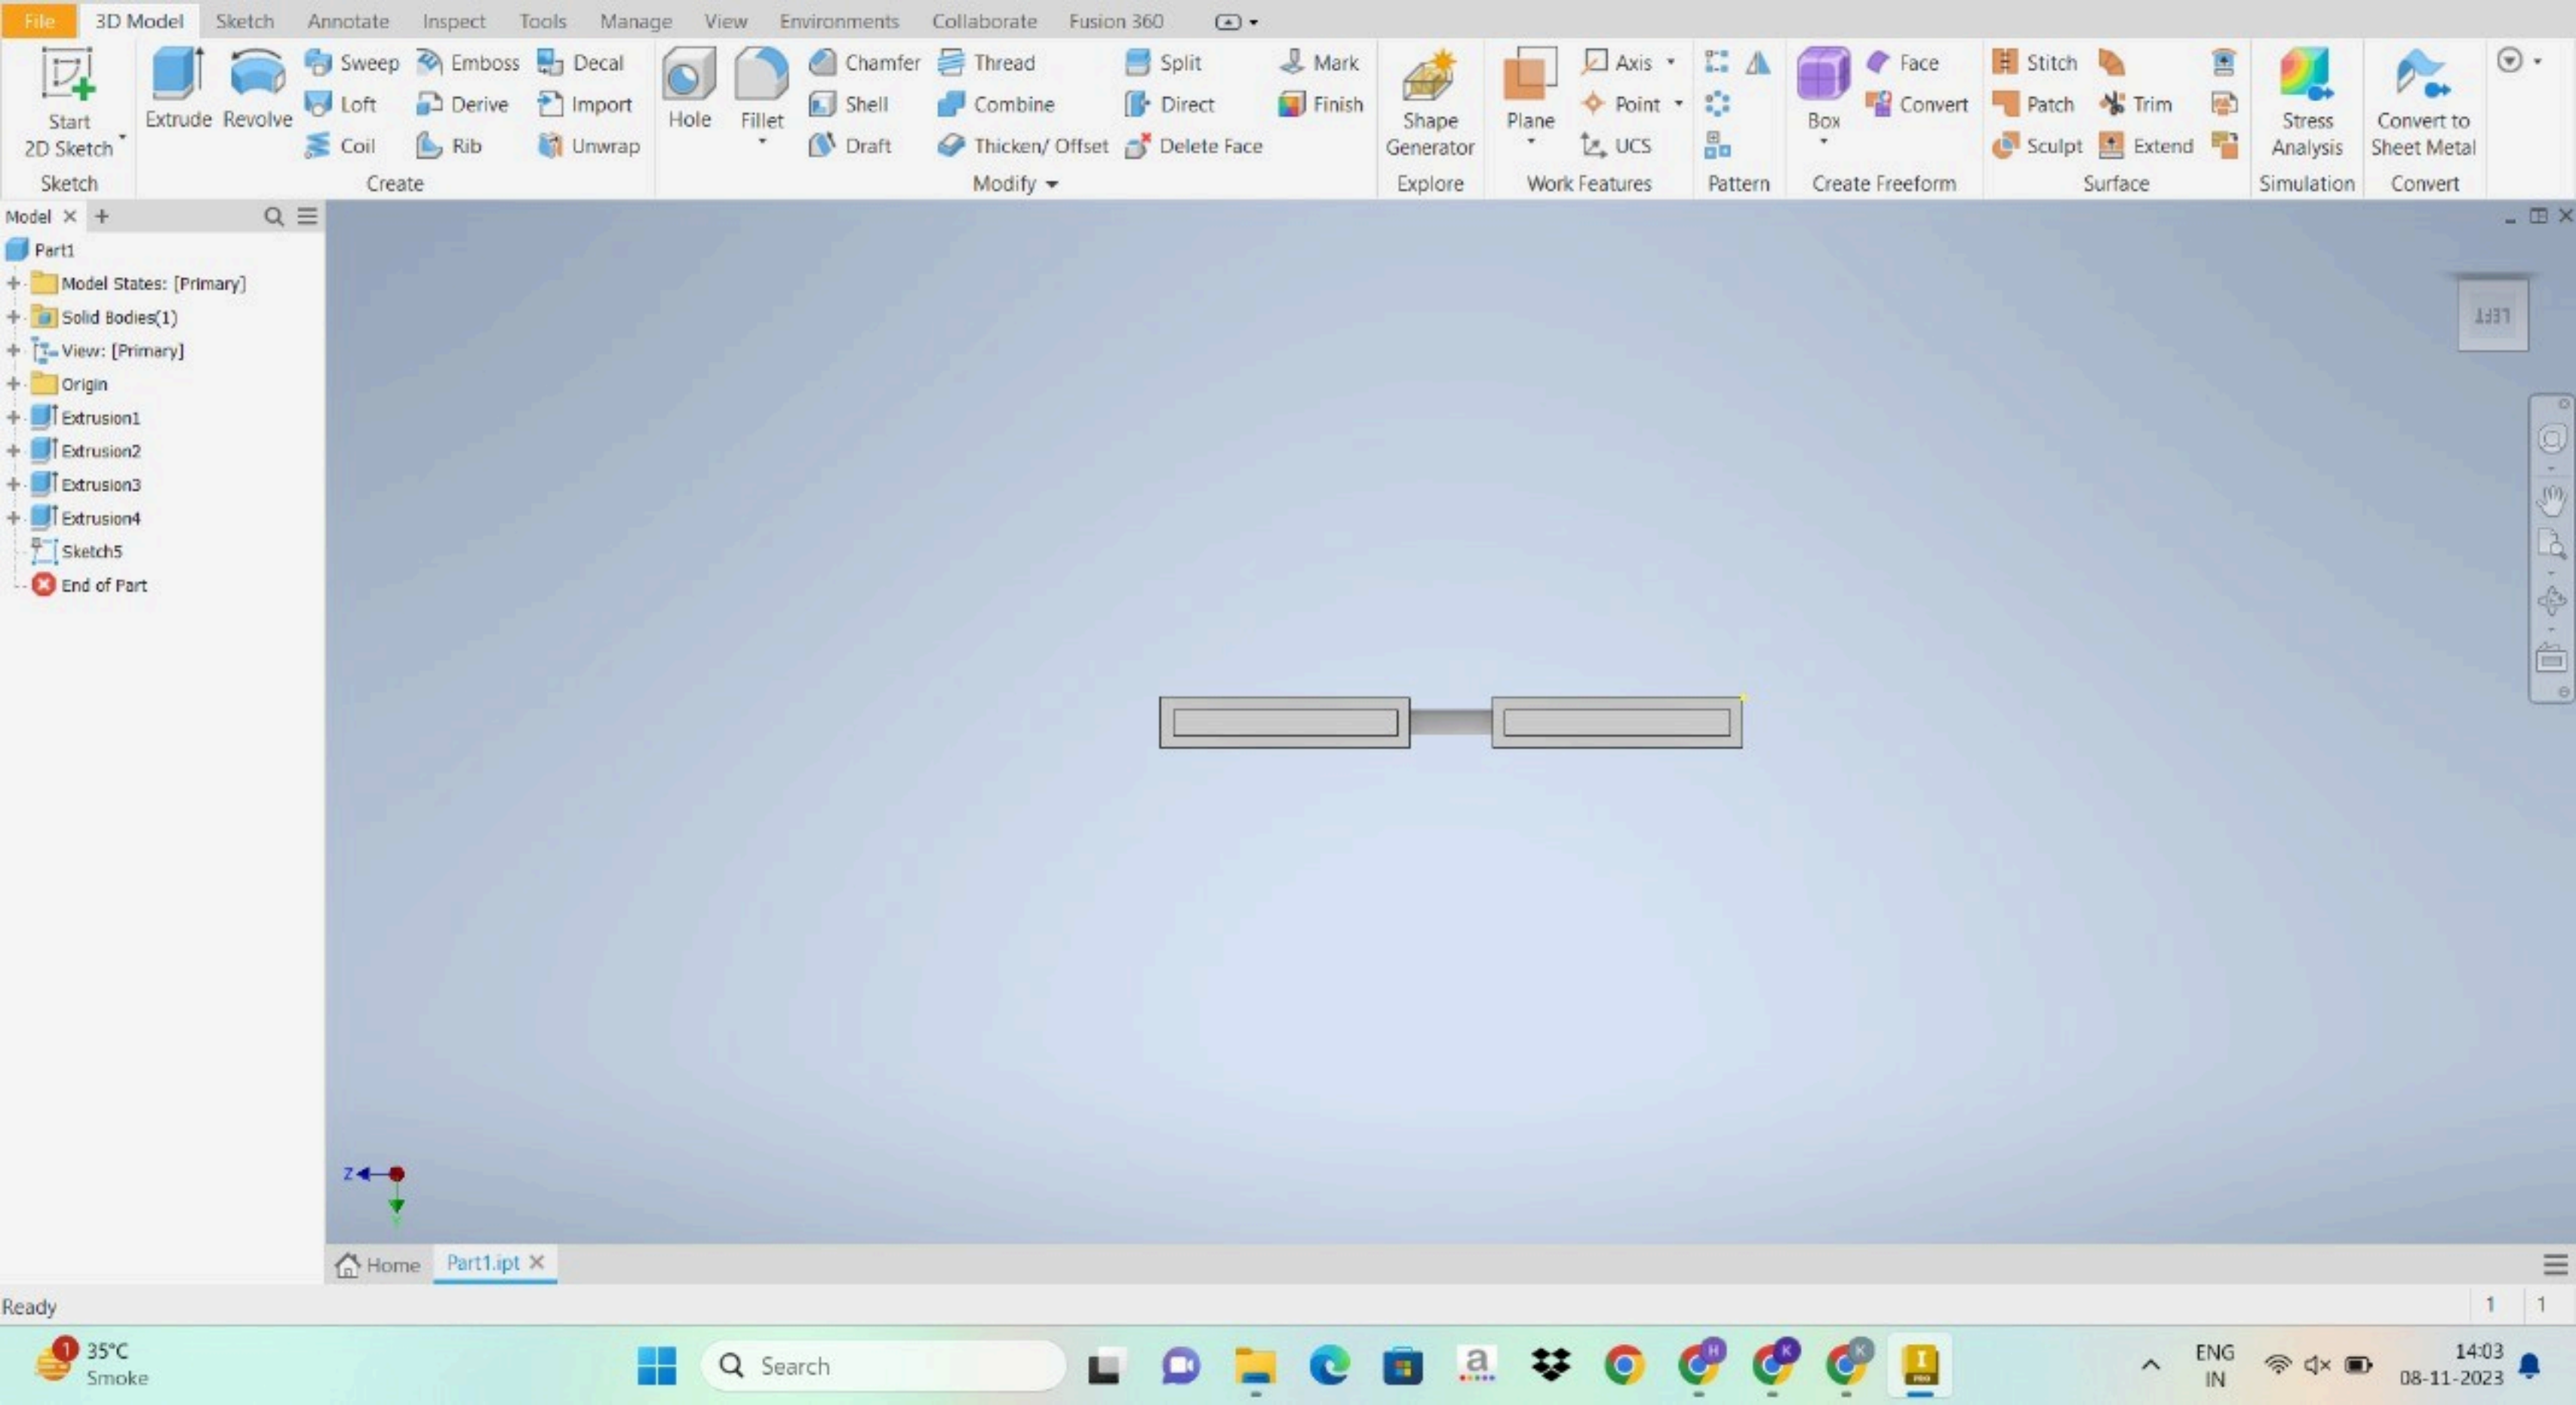 File 3D Model Sketch Annotate Inspect Tools Manage View Environments Collaborate Fusion 360
Start
2D Sketch
Sketch
Extrude Revolve
Sweep Emboss Decal
Loft Derive Import
Coil Rib Unwrap
Create
Hole Fillet
Chamfer Thread Split Mark
Shell Combine Direct Finish
Draft Thicken/ Offset Delete Face
Modify
Shape
Generator
Explore
Plane
Axis
Point
UCS
Work Features
Pattern
Box
Face
Convert
Create Freeform
Stitch
Patch Trim
Sculpt Extend
Surface
Stress
Analysis
Simulation
Convert to
Sheet Metal
Convert
Model
Part1
Model States: [Primary]
Solid Bodies(1)
View: [Primary]
Origin
Extrusion1
Extrusion2
Extrusion3
Extrusion4
Sketch5
End of Part
LEFT
Z
Y
Home Part1.ipt
Ready
1 1
1
35°C
Smoke
Search
a
H
K
K
I
PRO
ENG
IN
14:03
08-11-2023